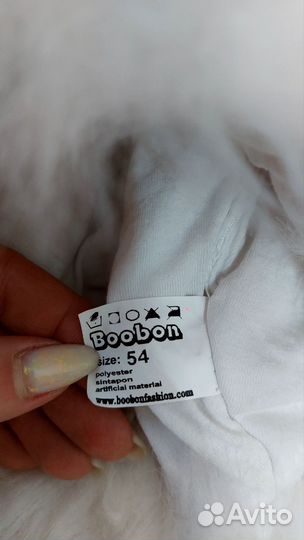 Boobon
size: 54
polyester
sintapon
artificial material
www.boobonfashion.com
Avito